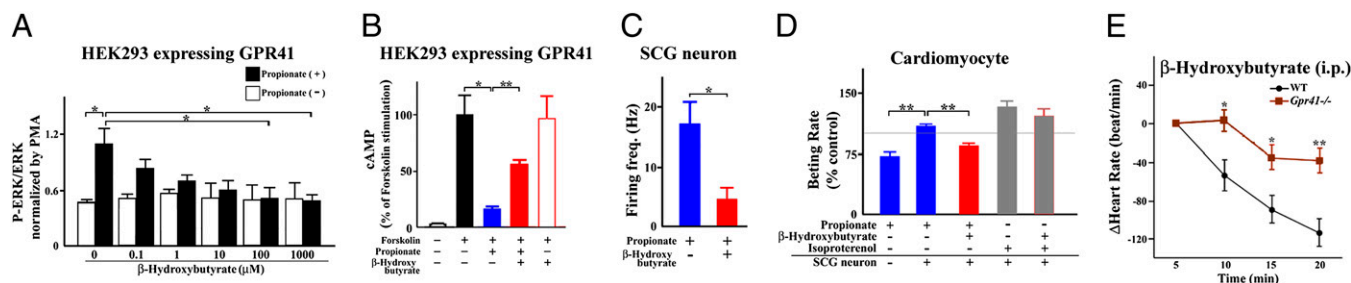 A
HEK293 expressing GPR41
Propionate (+)
Propionate (−)
* * *
P-ERK/ERK
normalized by PMA
1.2
0.6
0
0 0.1 1 10 100 1000
β-Hydroxybutyrate (μM)
B
HEK293 expressing GPR41
* **
cAMP
(% of Forskolin stimulation)
100
50
0
Forskolin − + + + +
Propionate − − + + −
β-Hydroxy
butyrate − − − + +
C
SCG neuron
*
Firing freq. (Hz)
20
10
0
Propionate + +
β-Hydroxy
butyrate - +
D
Cardiomyocyte
** **
Beting Rate
(% control)
150
75
0
Propionate + + + - -
β-Hydroxybutyrate - - + - +
Isoproterenol - - - + +
SCG neuron - + + + +
E
β-Hydroxybutyrate (i.p.)
WT
Gpr41-/-
* * **
ΔHeart Rate (beat/min)
0
-40
-80
-120
5 10 15 20
Time (min)